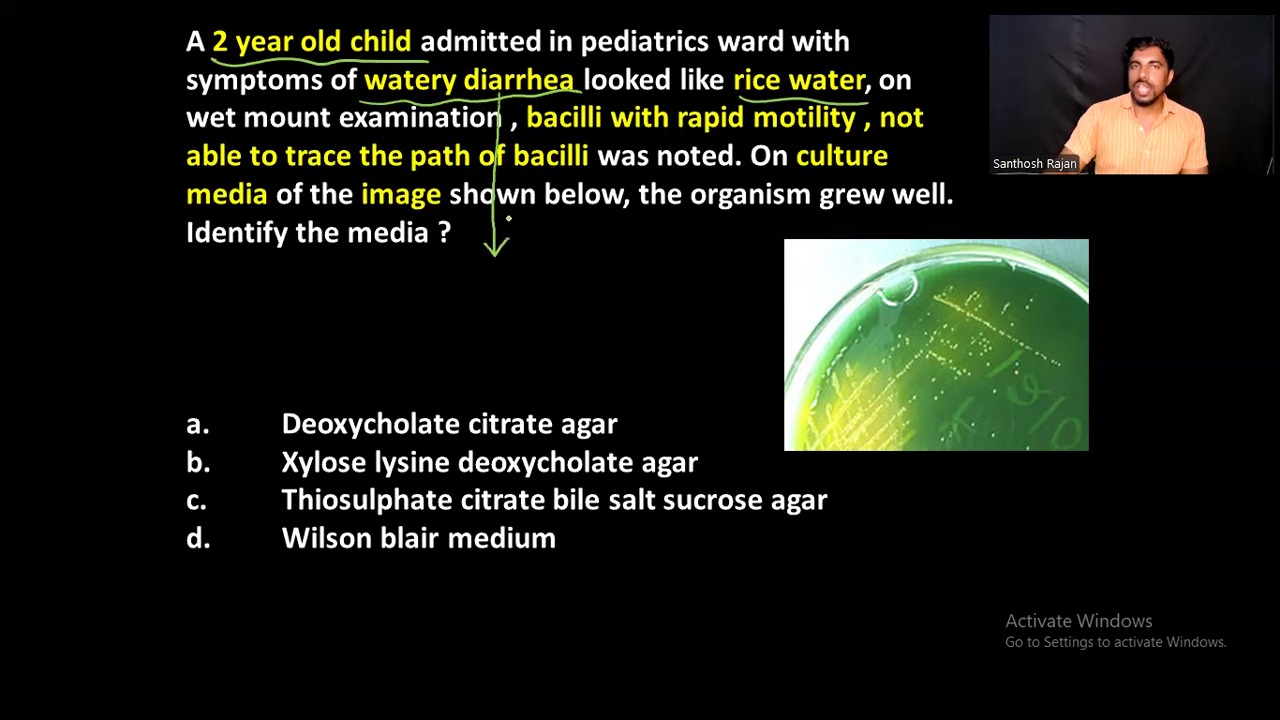 A 2 year old child admitted in pediatrics ward with
symptoms of watery diarrhea looked like rice water, on
wet mount examination , bacilli with rapid motility , not
able to trace the path of bacilli was noted. On culture
media of the image shown below, the organism grew well.
Identify the media ?
Santhosh Rajan
a. Deoxycholate citrate agar
b. Xylose lysine deoxycholate agar
c. Thiosulphate citrate bile salt sucrose agar
d. Wilson blair medium
Activate Windows
Go to Settings to activate Windows.